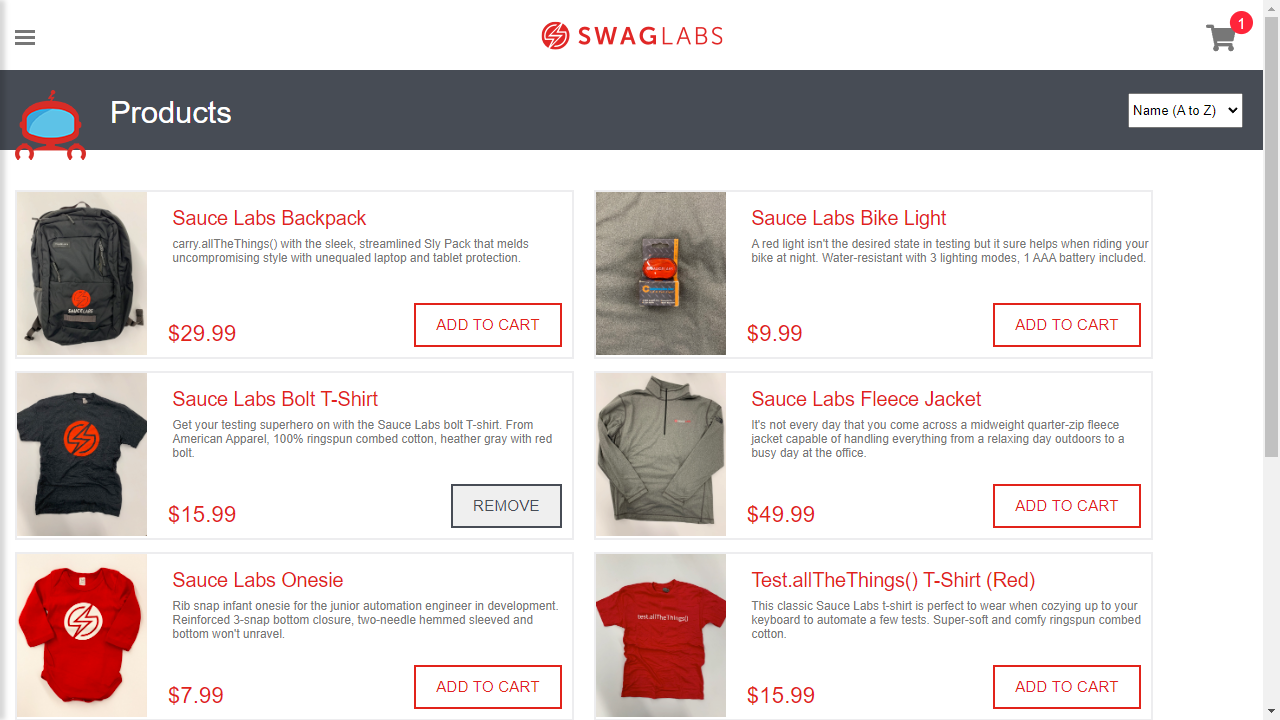 SWAGLABS
1
Products
Name (A to Z)
Sauce Labs Backpack
carry.allTheThings() with the sleek, streamlined Sly Pack that melds
uncompromising style with unequaled laptop and tablet protection.
$29.99
ADD TO CART
SAUCELABS
Sauce Labs Bike Light
A red light isn't the desired state in testing but it sure helps when riding your
bike at night. Water-resistant with 3 lighting modes, 1 AAA battery included.
$9.99
ADD TO CART
Sauce Labs Bolt T-Shirt
Get your testing superhero on with the Sauce Labs bolt T-shirt. From
American Apparel, 100% ringspun combed cotton, heather gray with red
bolt.
$15.99
REMOVE
Sauce Labs Fleece Jacket
It's not every day that you come across a midweight quarter-zip fleece
jacket capable of handling everything from a relaxing day outdoors to a
busy day at the office.
$49.99
ADD TO CART
Sauce Labs Onesie
Rib snap infant onesie for the junior automation engineer in development.
Reinforced 3-snap bottom closure, two-needle hemmed sleeved and
bottom won't unravel.
$7.99
ADD TO CART
test.allTheThings()
Test.allTheThings() T-Shirt (Red)
This classic Sauce Labs t-shirt is perfect to wear when cozying up to your
keyboard to automate a few tests. Super-soft and comfy ringspun combed
cotton.
$15.99
ADD TO CART